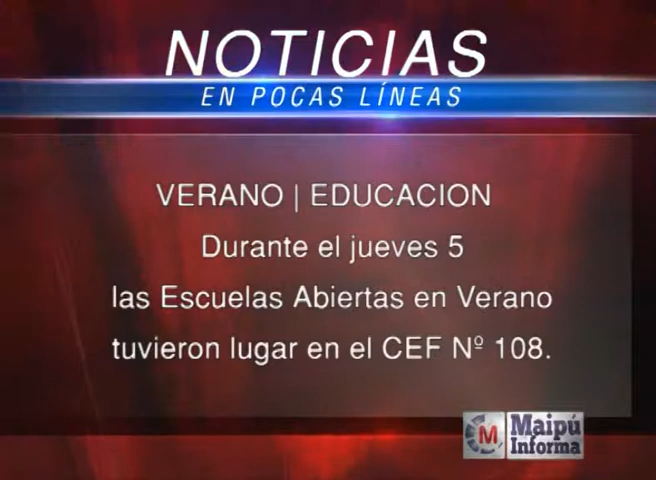 NOTICIAS
EN POCAS LÍNEAS
VERANO | EDUCACION
Durante el jueves 5
las Escuelas Abiertas en Verano
tuvieron lugar en el CEF Nº 108.
M
Maipú
Informa